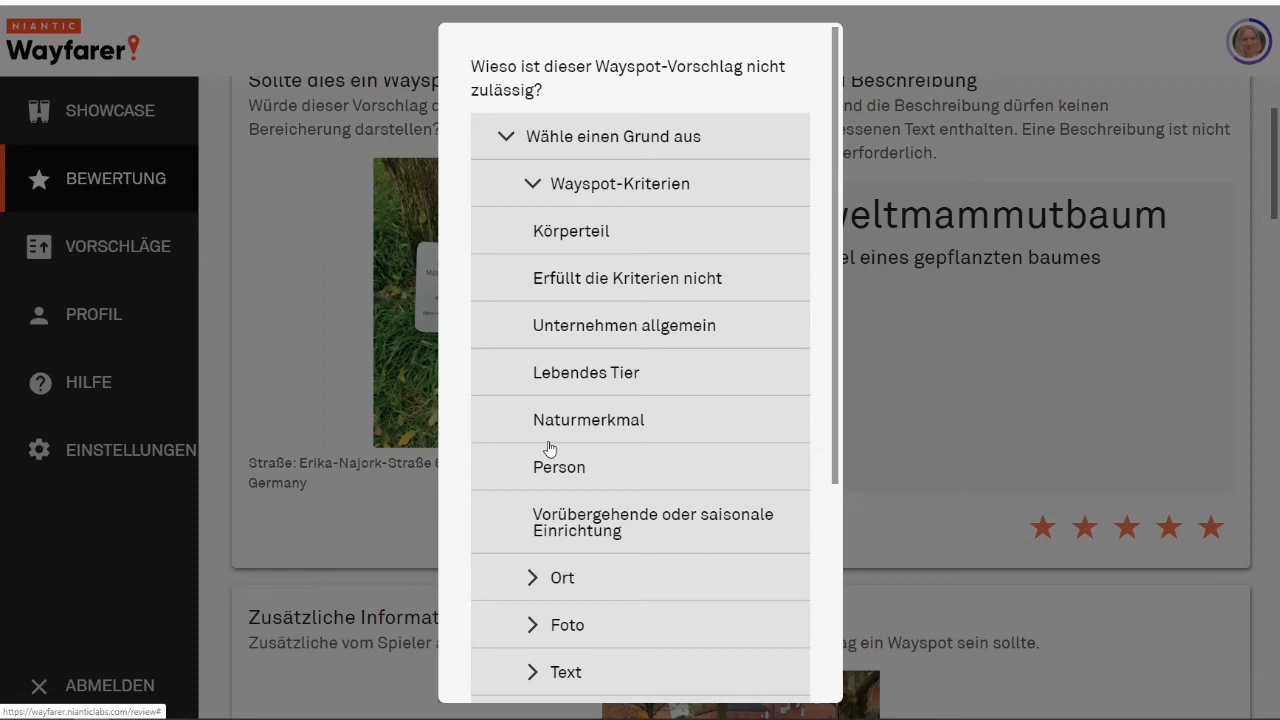 NIANTIC
Wayfarer
SHOWCASE
BEWERTUNG
VORSCHLÄGE
PROFIL
HILFE
EINSTELLUNGEN
ABMELDEN
https://wayfarer.nianticlabs.com/review#
Sollte dies ein Waysp
Würde dieser Vorschlag d
Bereicherung darstellen?
Straße: Erika-Najork-Straße 6
Germany
Zusätzliche Informat
Zusätzliche vom Spieler a
Wieso ist dieser Wayspot-Vorschlag nicht
zulässig?
Wähle einen Grund aus
Wayspot-Kriterien
Körperteil
Erfüllt die Kriterien nicht
Unternehmen allgemein
Lebendes Tier
Naturmerkmal
Person
Vorübergehende oder saisonale
Einrichtung
Ort
Foto
Text
Beschreibung
nd die Beschreibung dürfen keinen
essenen Text enthalten. Eine Beschreibung ist nicht
erforderlich.
weltmammutbaum
el eines gepflanzten baumes
ag ein Wayspot sein sollte.